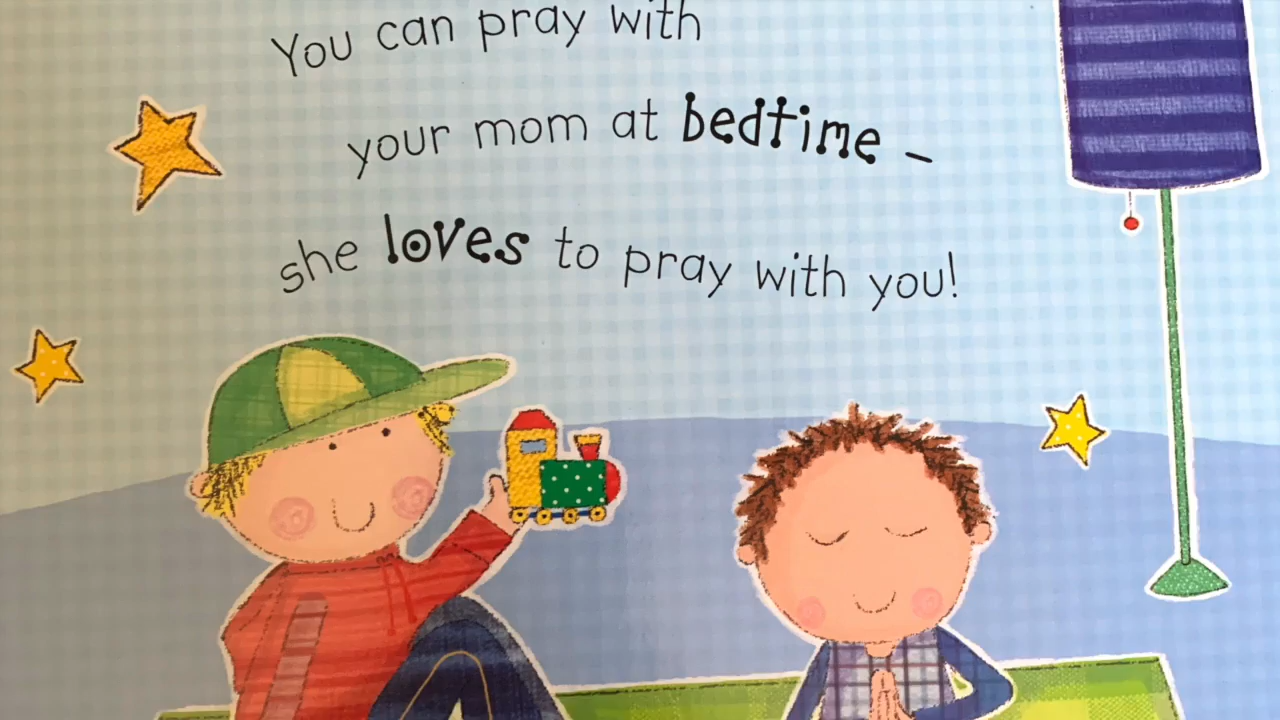 You can pray with
your mom at bedtime –
she loves to pray with you!